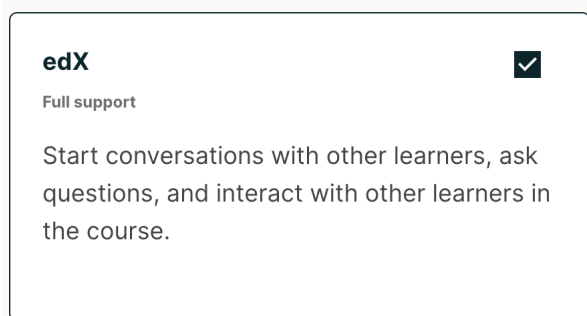 edX
Full support
Start conversations with other learners, ask
questions, and interact with other learners in
the course.